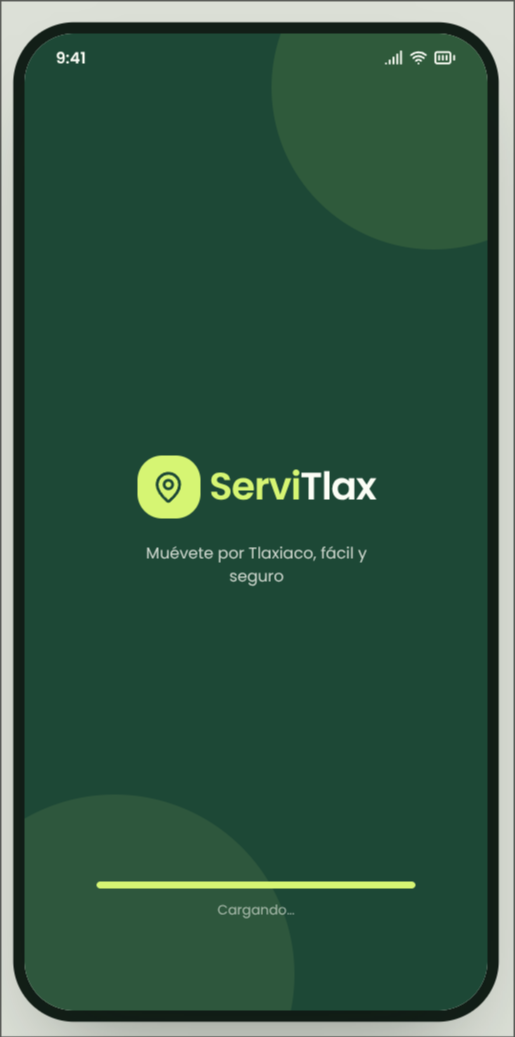 9:41
ServiTlax
Muévete por Tlaxiaco, fácil y
seguro
Cargando...